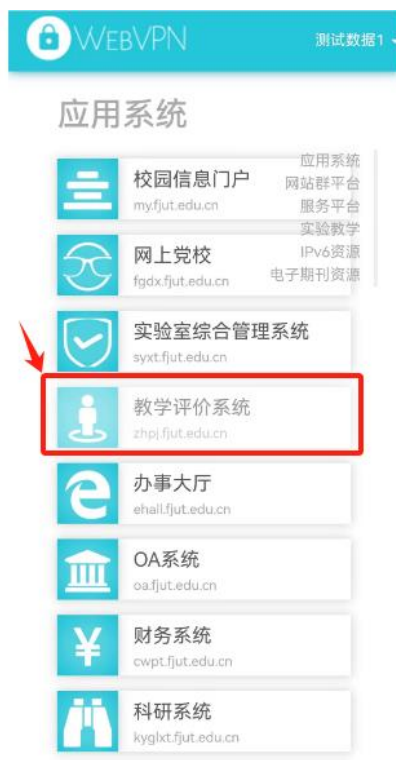 WEBVPN
测试数据1
应用系统
应用系统
网站群平台
服务平台
实验教学
IPv6资源
电子期刊资源
校园信息门户
my.fjut.edu.cn
网上党校
fgdx.fjut.edu.cn
实验室综合管理系统
syxt.fjut.edu.cn
教学评价系统
zhpj.fjut.edu.cn
办事大厅
ehall.fjut.edu.cn
OA系统
oa.fjut.edu.cn
财务系统
cwpt.fjut.edu.cn
科研系统
kyglxt.fjut.edu.cn